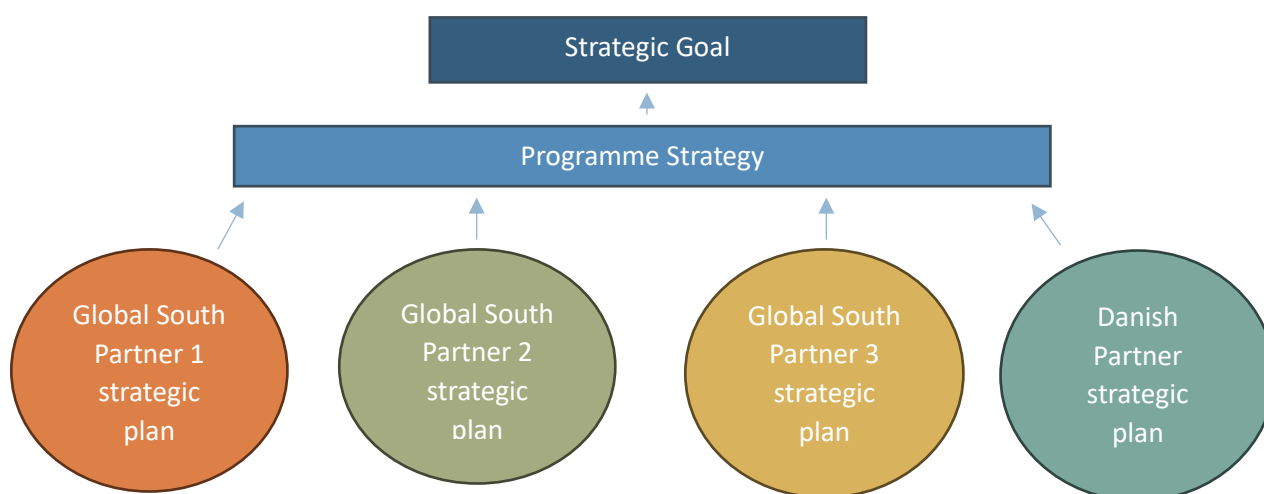 Strategic Goal
Programme Strategy
Global South
Partner 1
strategic
plan
Global South
Partner 2
strategic
plan
Global South
Partner 3
strategic
plan
Danish
Partner
strategic
plan